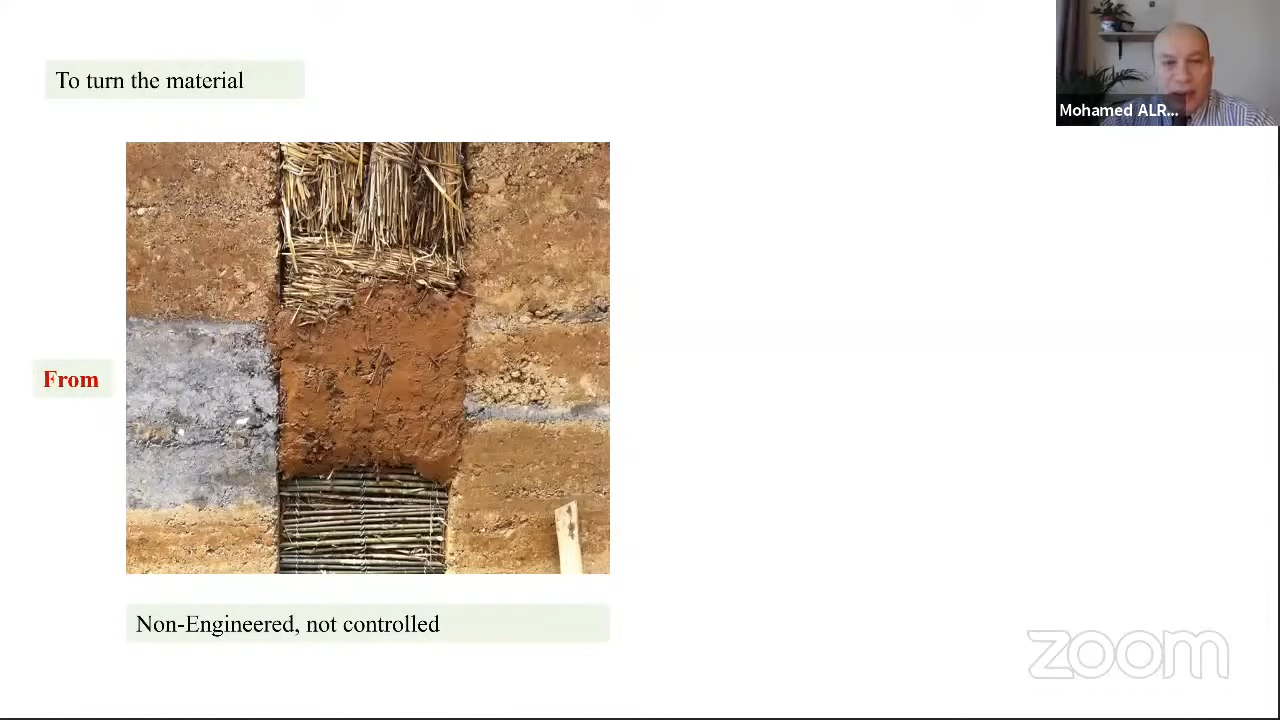 To turn the material
Mohamed ALR...
From
Non-Engineered, not controlled
zoom